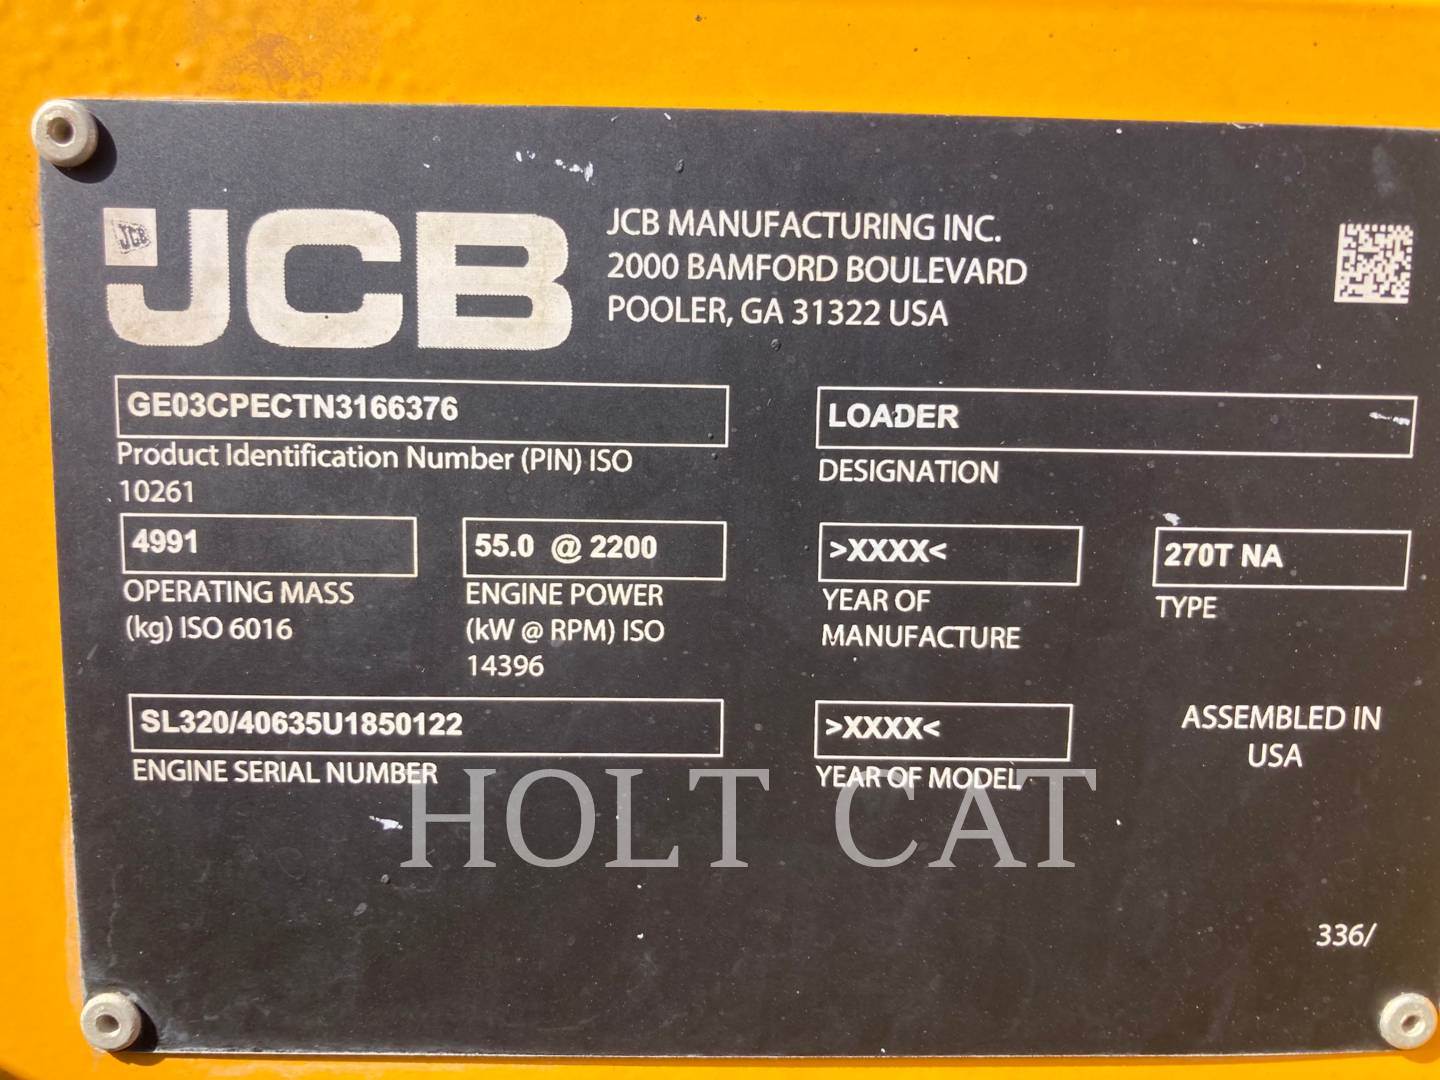 JCB
JCB
JCB MANUFACTURING INC.
2000 BAMFORD BOULEVARD
POOLER, GA 31322 USA
GE03CPECTN3166376
Product Identification Number (PIN) ISO
10261
LOADER
DESIGNATION
4991
OPERATING MASS
(kg) ISO 6016
55.0 @ 2200
ENGINE POWER
(kW @ RPM) ISO
14396
>XXXX<
YEAR OF
MANUFACTURE
270T NA
TYPE
SL320/40635U1850122
ENGINE SERIAL NUMBER
>XXXX<
YEAR OF MODEL
ASSEMBLED IN
USA
HOLT CAT
336/